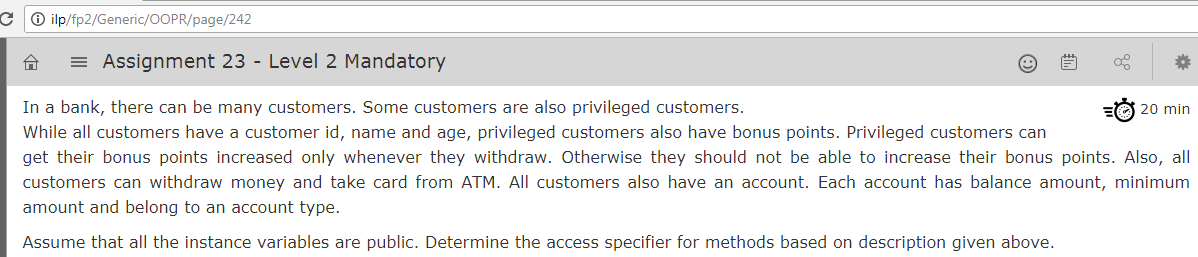 ilp/fp2/Generic/OOPR/page/242
Assignment 23 - Level 2 Mandatory
In a bank, there can be many customers. Some customers are also privileged customers.
20 min
While all customers have a customer id, name and age, privileged customers also have bonus points. Privileged customers can
get their bonus points increased only whenever they withdraw. Otherwise they should not be able to increase their bonus points. Also, all
customers can withdraw money and take card from ATM. All customers also have an account. Each account has balance amount, minimum
amount and belong to an account type.
Assume that all the instance variables are public. Determine the access specifier for methods based on description given above.